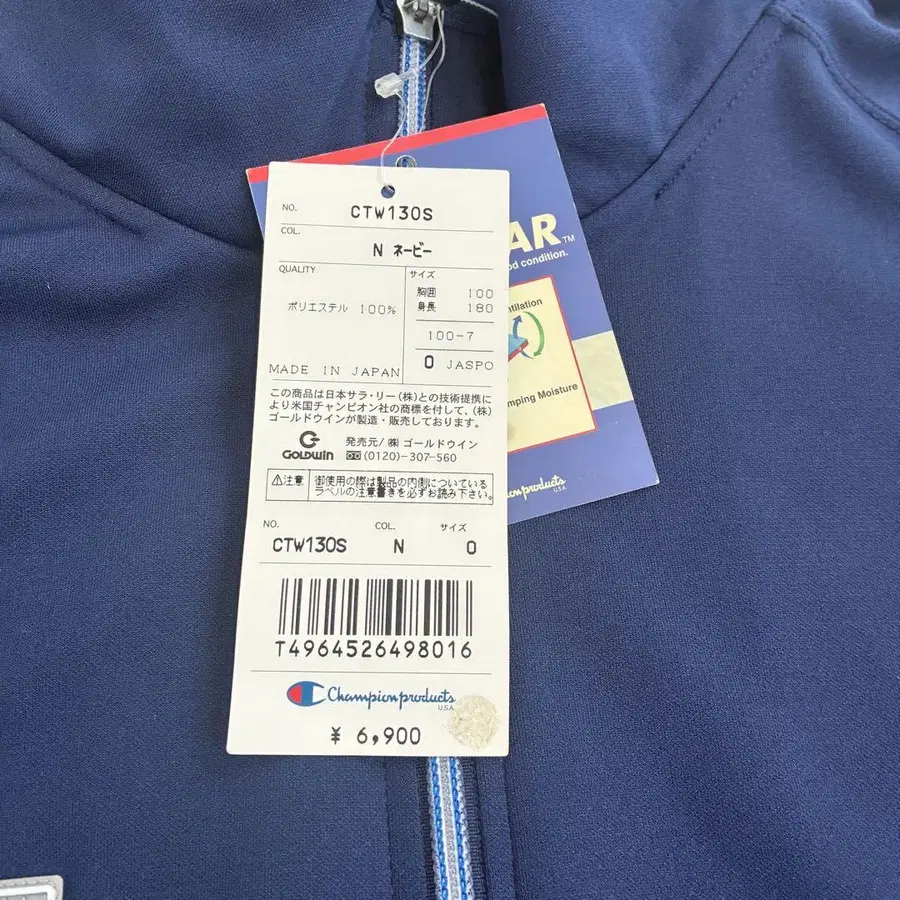 NO.
CTW130S
COL.
N ネービー
QUALITY
ポリエステル 100%
サイズ
胸囲 100
身長 180
100-7
O JASPO
MADE IN JAPAN
この商品は日本サラ・リー(株)との技術提携に
より米国チャンピオン社の商標を付して、(株)
ゴールドウインが製造・販売しております。
GOLDWIN
発売元/㈱ ゴールドウイン
(0120)-307-560
⚠注意
御使用の際は製品の内側についている
ラベルの注意書きを必ずお読み下さい。
NO. COL. サイズ
CTW130S N O
T4964526498016
Champion products
U.S.A.
¥ 6,900
AR™
condition.
Moisture
U.S.A.